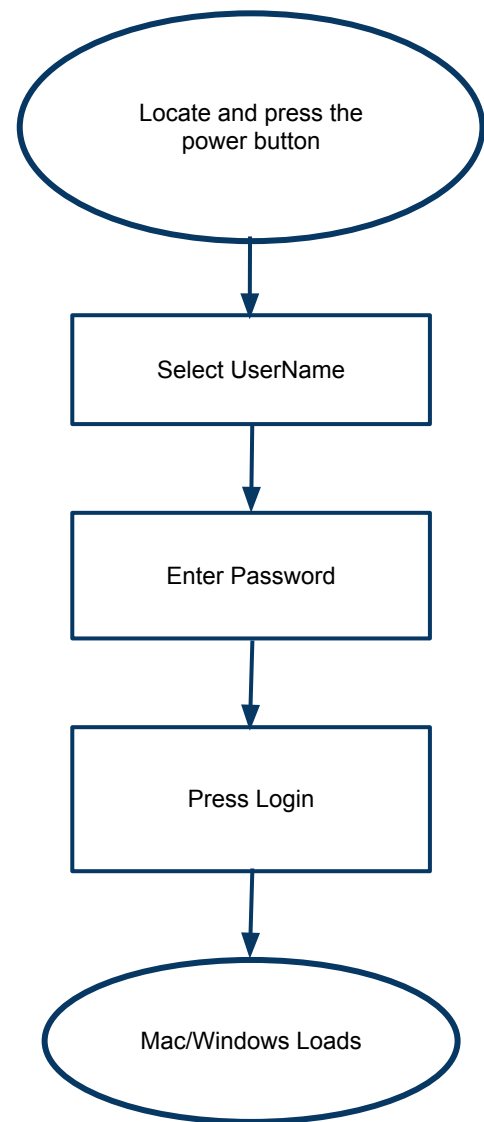 Locate and press the
power button
Select UserName
Enter Password
Press Login
Mac/Windows Loads